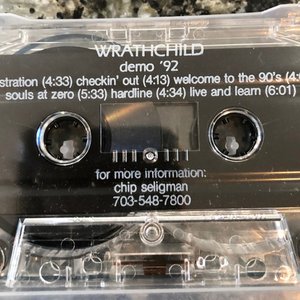 WRATHCHILD
demo '92
stration (4:33) checkin' out (4:13) welcome to the 90's (4:
souls at zero (5:33) hardline (4:34) live and learn (6:01)
for more information:
chip seligman
703-548-7800